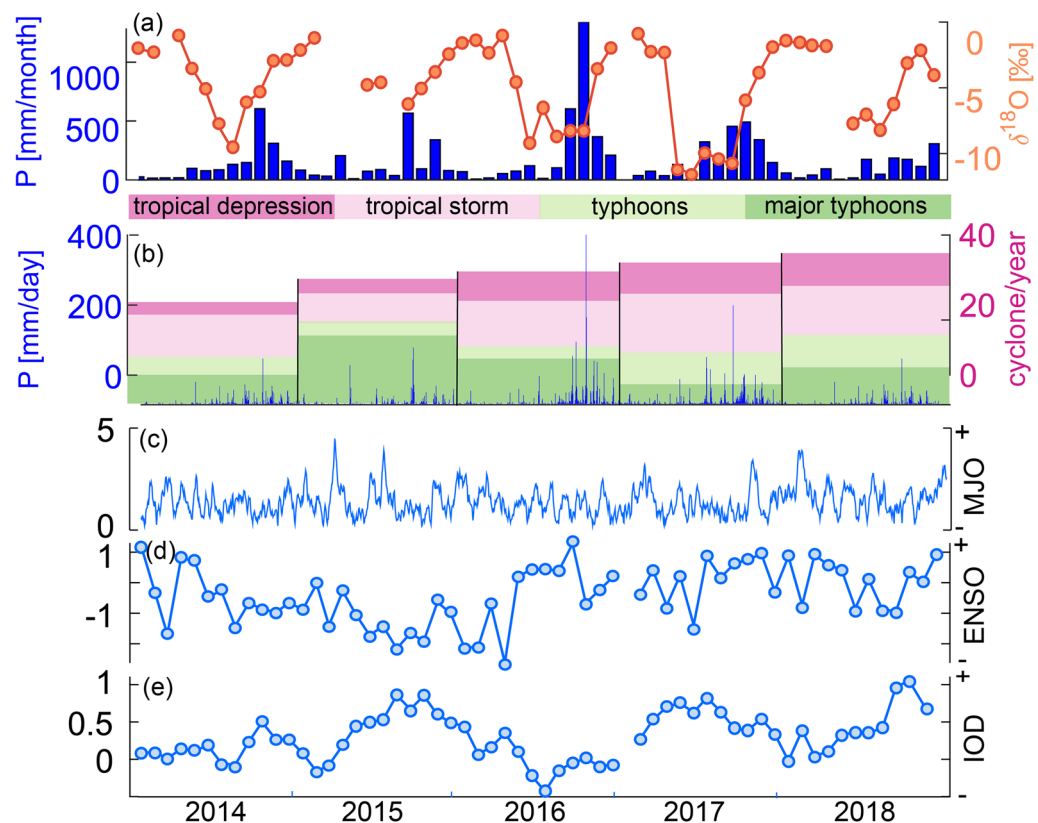 (a)
P [mm/month]
1000
500
0
0
-5
-10
δ18O [‰]
tropical depression
tropical storm
typhoons
major typhoons
(b)
P [mm/day]
400
200
0
40
20
0
cyclone/year
(c)
5
0
+
-
MJO
(d)
1
-1
+
-
ENSO
(e)
1
0.5
0
+
-
IOD
2014 2015 2016 2017 2018